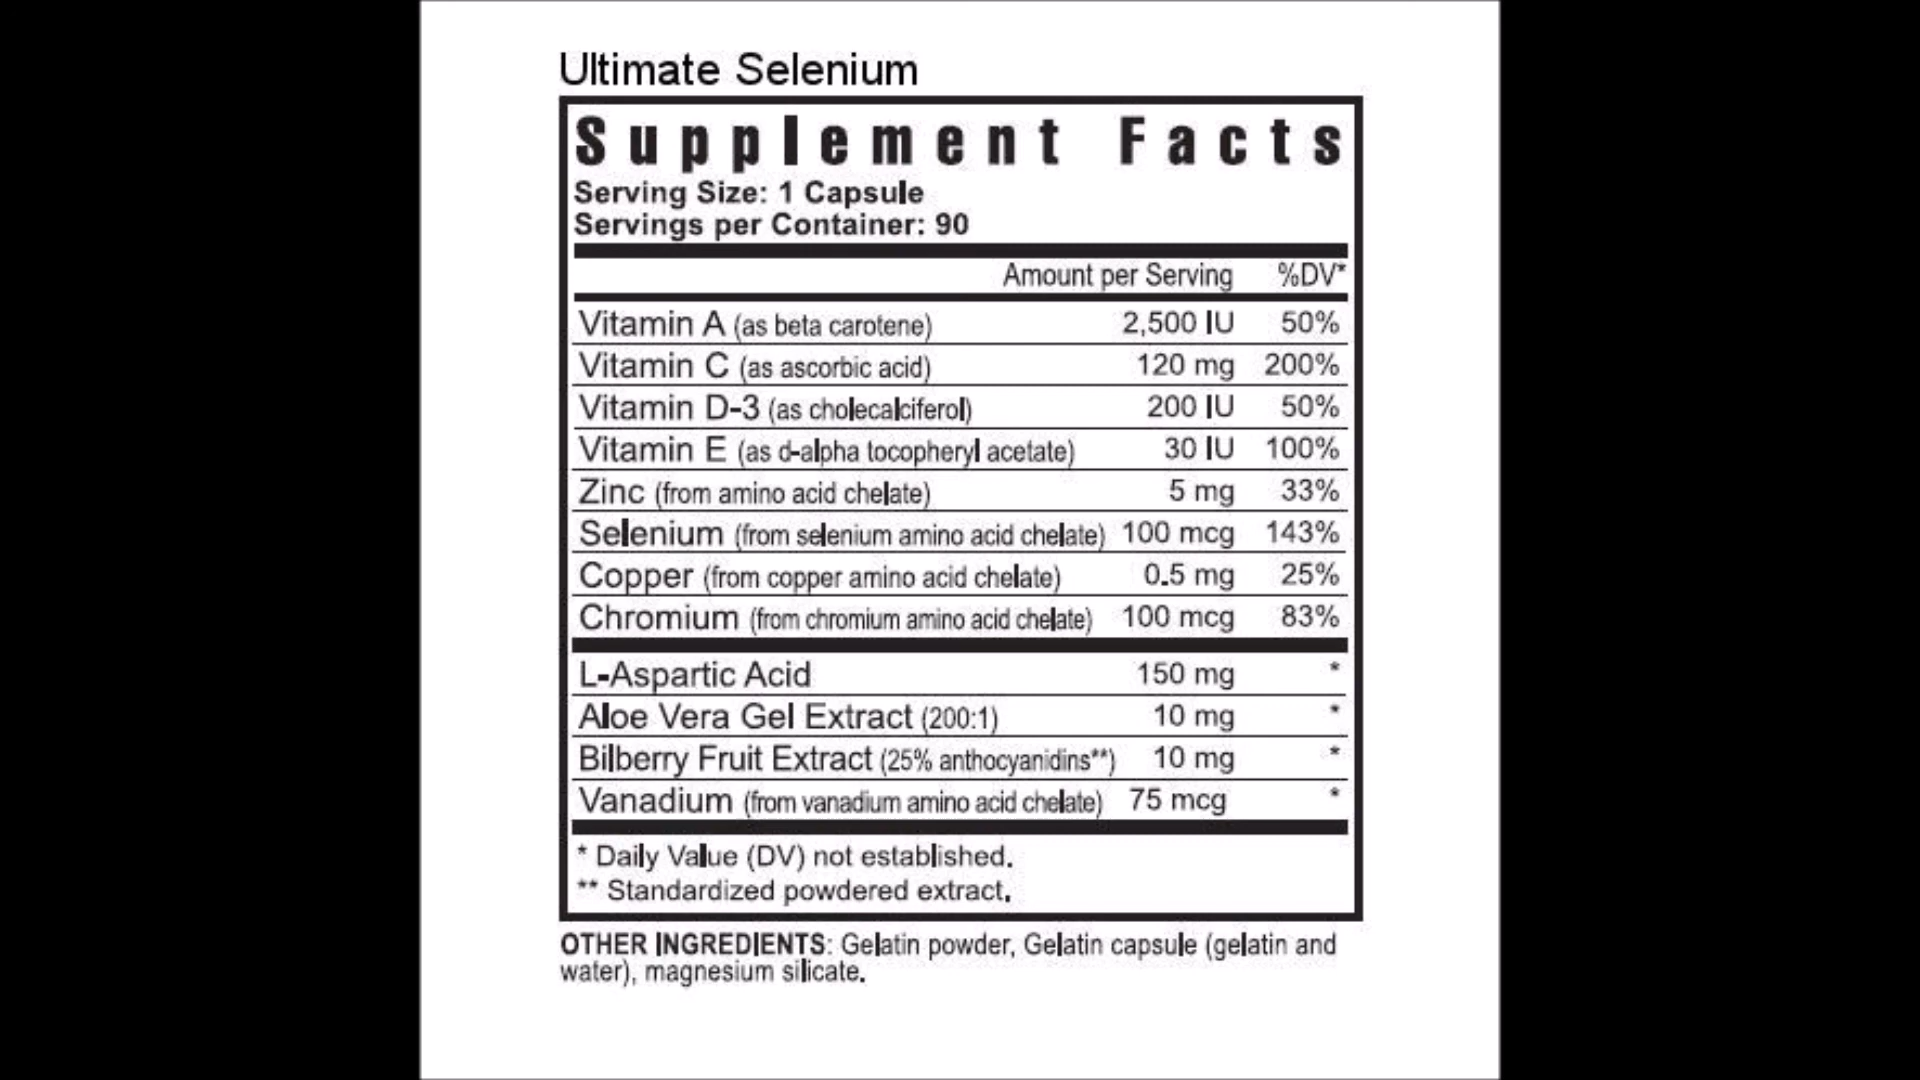 Ultimate Selenium
Supplement Facts
Serving Size: 1 Capsule
Servings per Container: 90
Amount per Serving %DV*
Vitamin A (as beta carotene) 2,500 IU 50%
Vitamin C (as ascorbic acid) 120 mg 200%
Vitamin D-3 (as cholecalciferol) 200 IU 50%
Vitamin E (as d-alpha tocopheryl acetate) 30 IU 100%
Zinc (from amino acid chelate) 5 mg 33%
Selenium (from selenium amino acid chelate) 100 mcg 143%
Copper (from copper amino acid chelate) 0.5 mg 25%
Chromium (from chromium amino acid chelate) 100 mcg 83%
L-Aspartic Acid 150 mg *
Aloe Vera Gel Extract (200:1) 10 mg *
Bilberry Fruit Extract (25% anthocyanidins**) 10 mg *
Vanadium (from vanadium amino acid chelate) 75 mcg *
* Daily Value (DV) not established.
** Standardized powdered extract.
OTHER INGREDIENTS: Gelatin powder, Gelatin capsule (gelatin and
water), magnesium silicate.